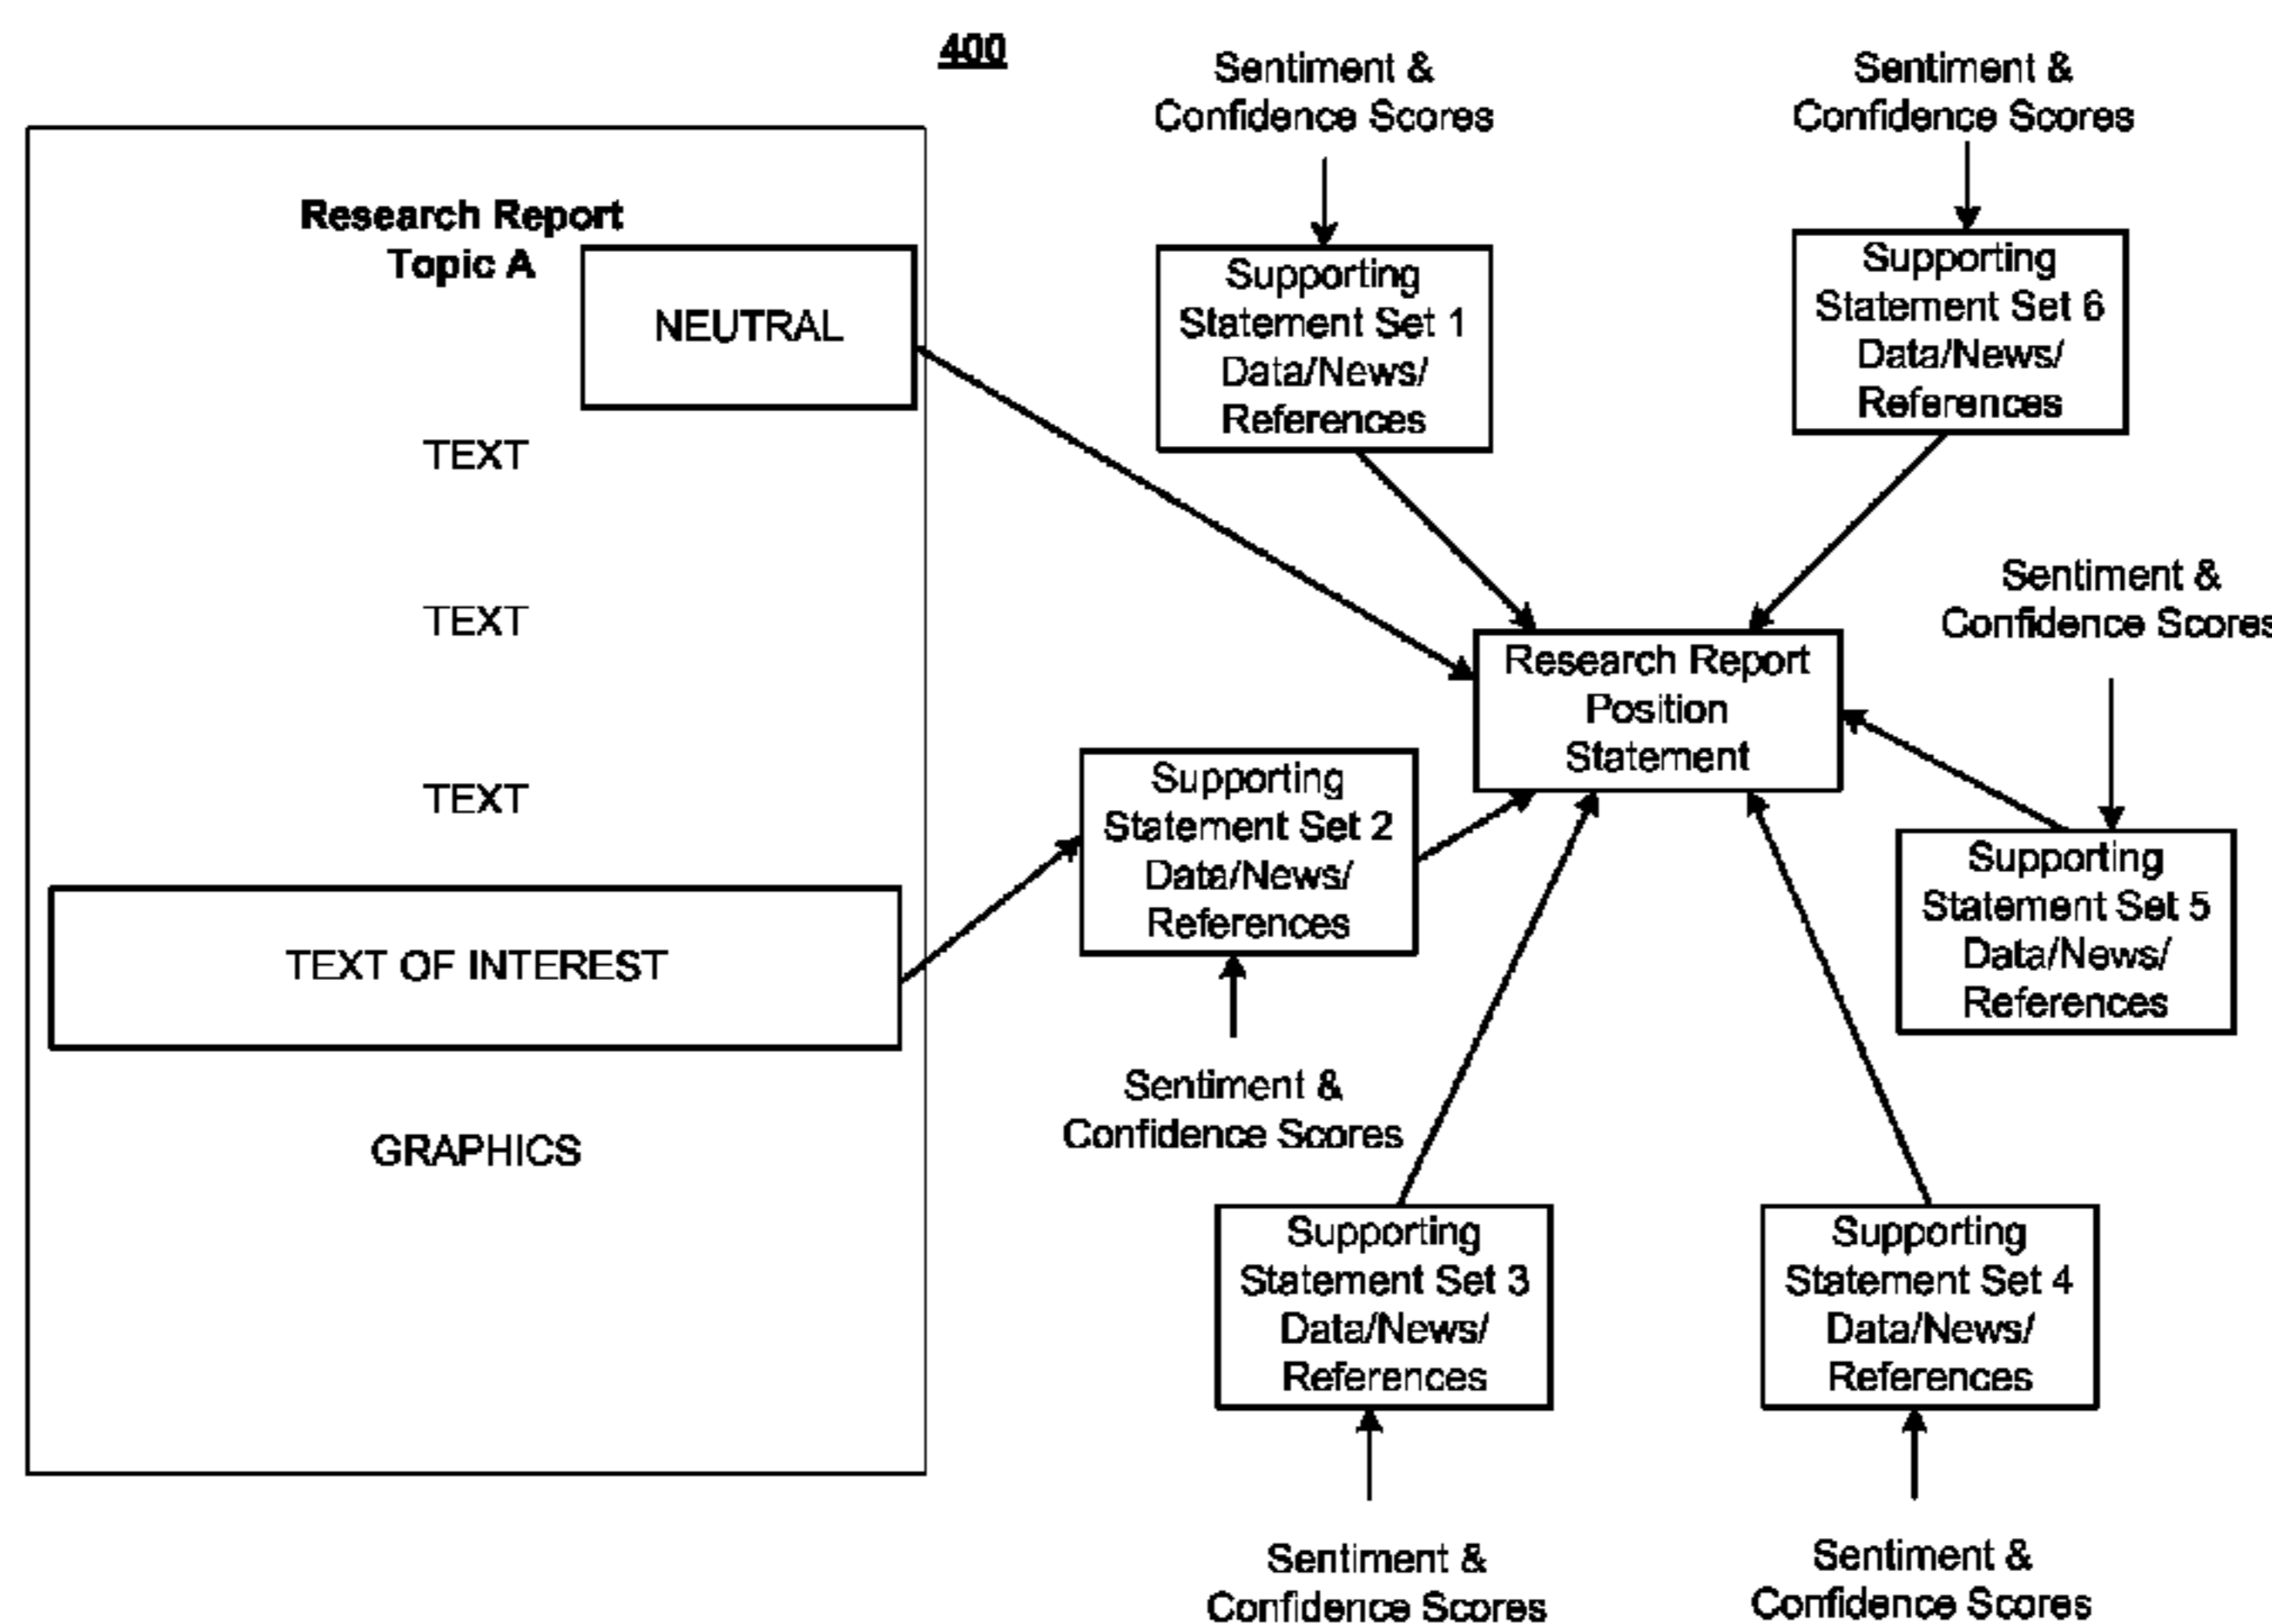 400
Research Report
Topic A
NEUTRAL
TEXT
TEXT
TEXT
TEXT OF INTEREST
GRAPHICS
Sentiment &
Confidence Scores
Supporting
Statement Set 1
Data/News/
References
Sentiment &
Confidence Scores
Supporting
Statement Set 6
Data/News/
References
Research Report
Position
Statement
Sentiment &
Confidence Scores
Supporting
Statement Set 5
Data/News/
References
Supporting
Statement Set 2
Data/News/
References
Sentiment &
Confidence Scores
Supporting
Statement Set 3
Data/News/
References
Sentiment &
Confidence Scores
Supporting
Statement Set 4
Data/News/
References
Sentiment &
Confidence Scores